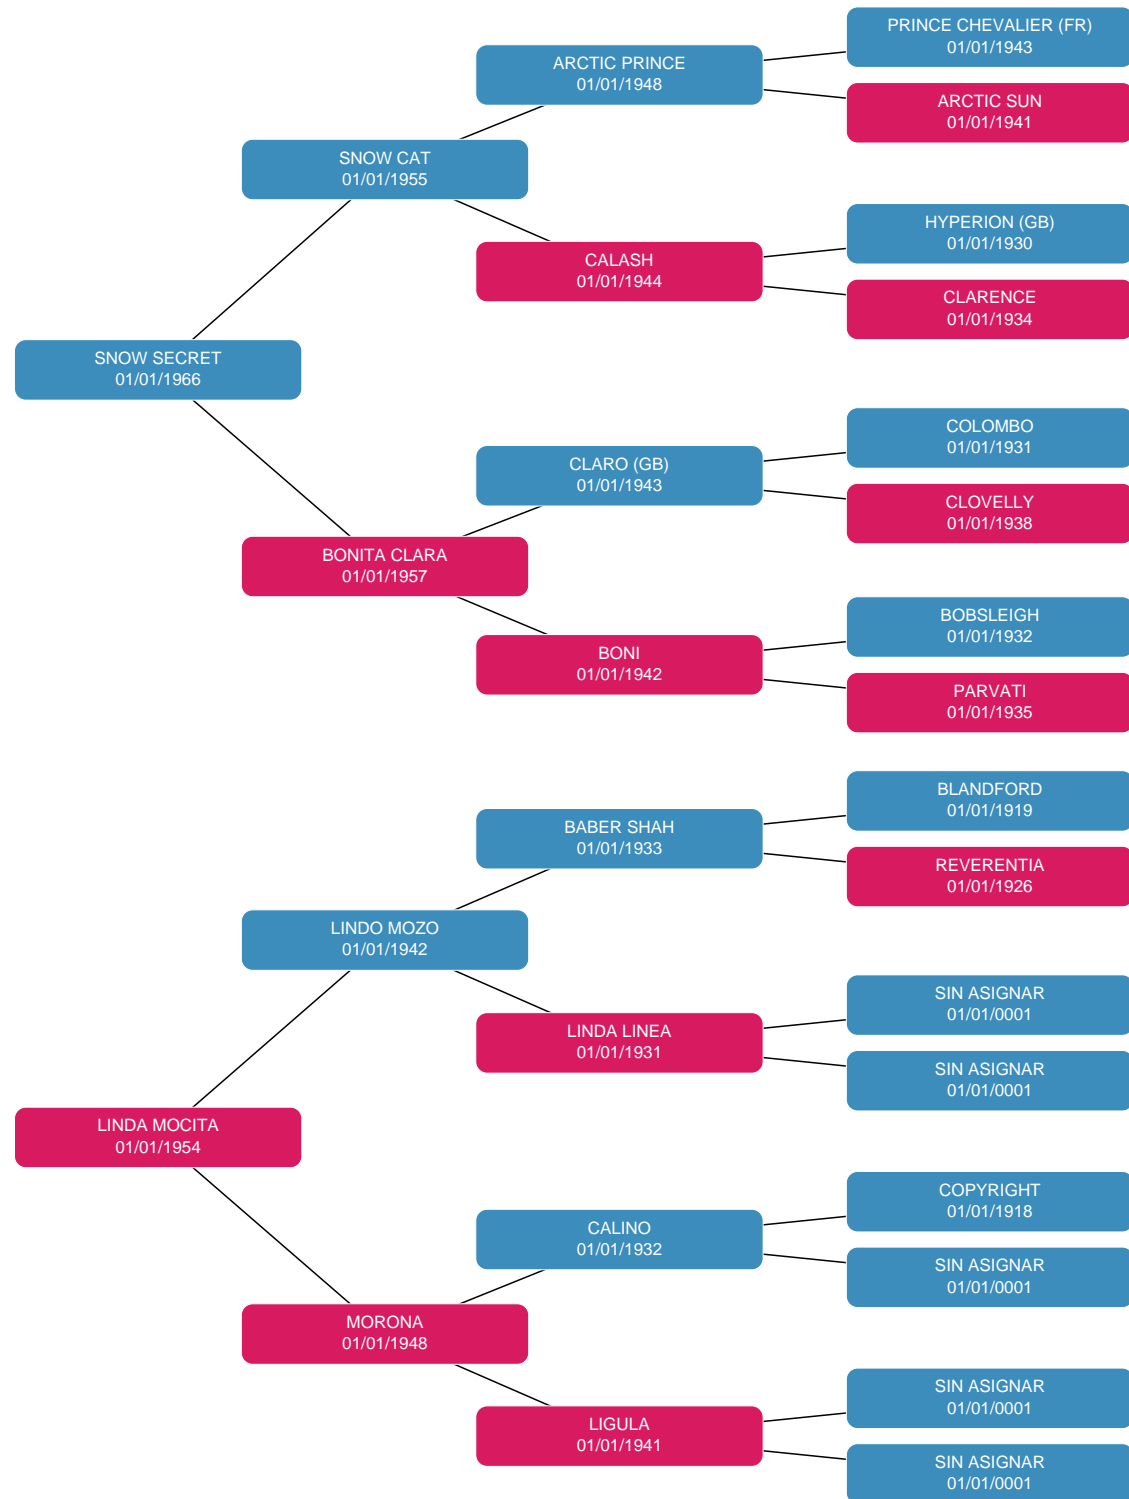 PRINCE CHEVALIER (FR)
01/01/1943
ARCTIC PRINCE
01/01/1948
ARCTIC SUN
01/01/1941
SNOW CAT
01/01/1955
HYPERION (GB)
01/01/1930
CALASH
01/01/1944
CLARENCE
01/01/1934
SNOW SECRET
01/01/1966
COLOMBO
01/01/1931
CLARO (GB)
01/01/1943
CLOVELLY
01/01/1938
BONITA CLARA
01/01/1957
BOBSLEIGH
01/01/1932
BONI
01/01/1942
PARVATI
01/01/1935
BLANDFORD
01/01/1919
BABER SHAH
01/01/1933
REVERENTIA
01/01/1926
LINDO MOZO
01/01/1942
SIN ASIGNAR
01/01/0001
LINDA LINEA
01/01/1931
SIN ASIGNAR
01/01/0001
LINDA MOCITA
01/01/1954
COPYRIGHT
01/01/1918
CALINO
01/01/1932
SIN ASIGNAR
01/01/0001
MORONA
01/01/1948
SIN ASIGNAR
01/01/0001
LIGULA
01/01/1941
SIN ASIGNAR
01/01/0001